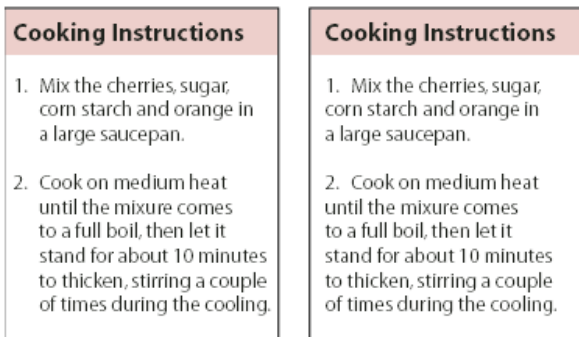 Cooking Instructions
1. Mix the cherries, sugar,
corn starch and orange in
a large saucepan.
2. Cook on medium heat
until the mixure comes
to a full boil, then let it
stand for about 10 minutes
to thicken, stirring a couple
of times during the cooling.
Cooking Instructions
1. Mix the cherries, sugar,
corn starch and orange in
a large saucepan.
2. Cook on medium heat
until the mixure comes
to a full boil, then let it
stand for about 10 minutes
to thicken, stirring a couple
of times during the cooling.